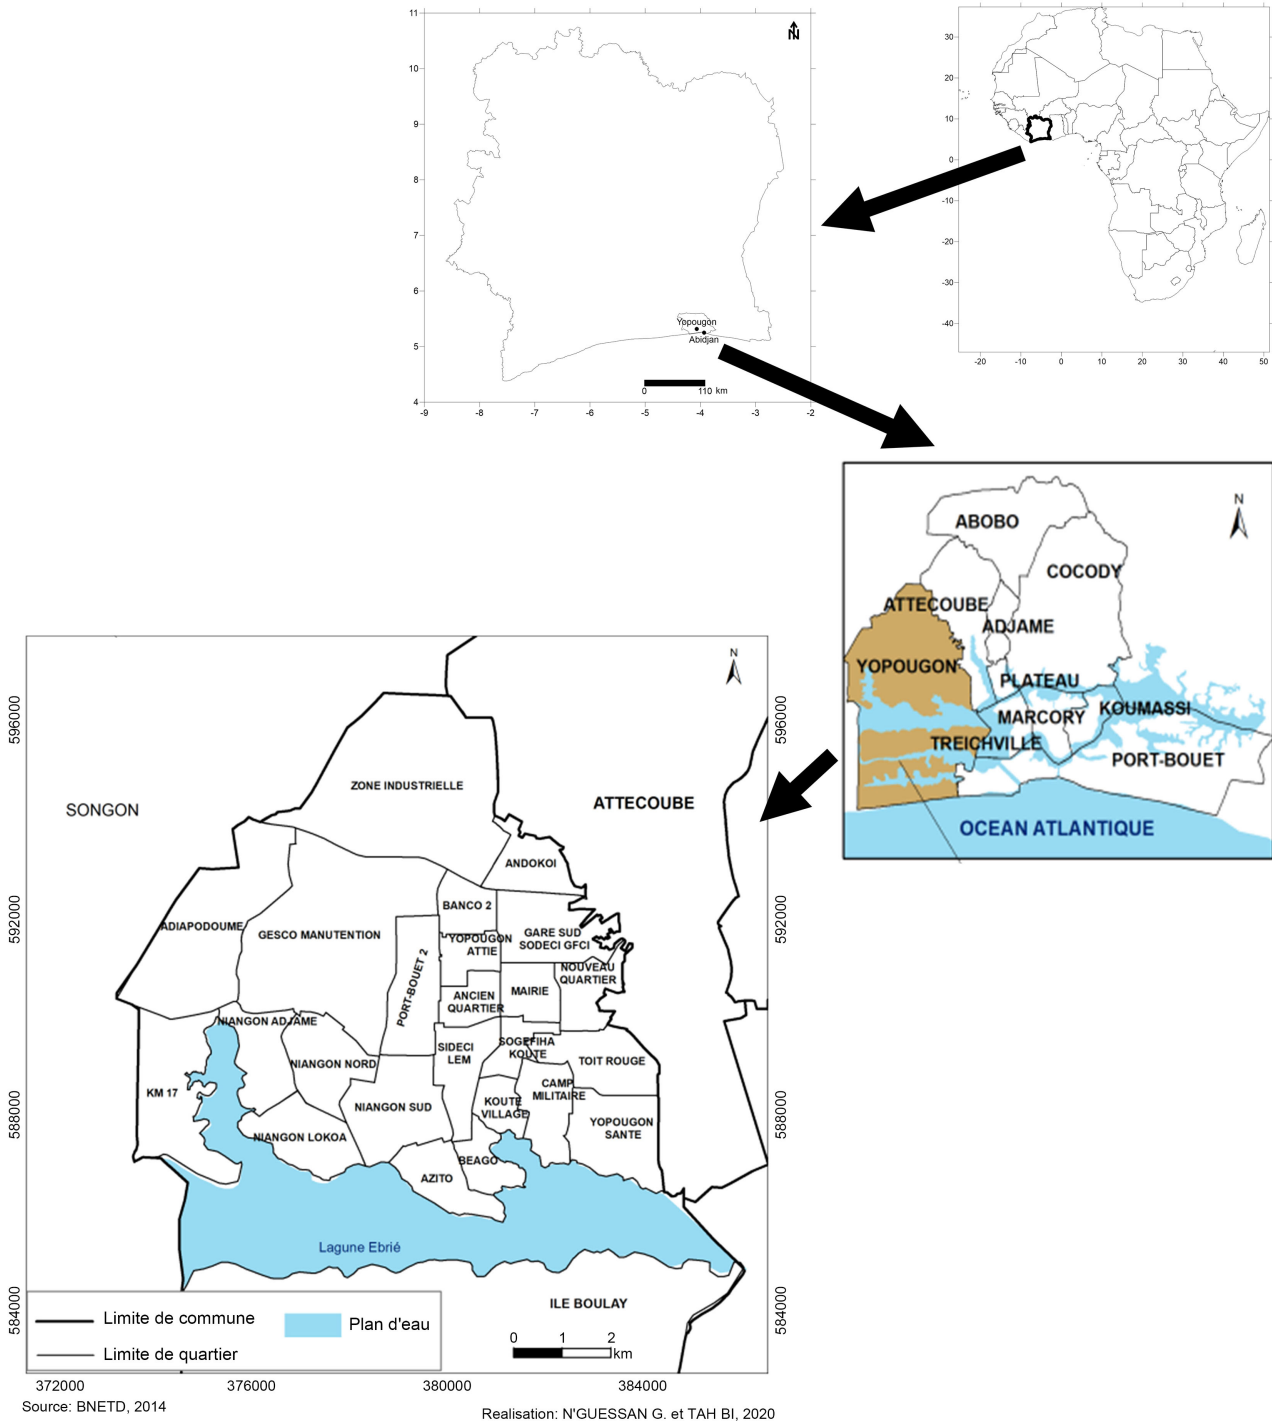 11
10
9
8
7
6
5
4
-9
-8
-7
-6
-5
-4
-3
-2
N
Yopougon
Abidjan
0
110 km
30
20
10
0
-10
-20
-30
-40
-20
-10
0
10
20
30
40
50
N
ABOBO
COCODY
ATTECOUBE
ADJAME
YOPOUGON
PLATEAU
KOUMASSI
MARCORY
TREICHVILLE
PORT-BOUET
OCEAN ATLANTIQUE
N
596000
592000
588000
584000
596000
592000
588000
584000
ZONE INDUSTRIELLE
SONGON
ATTECOUBE
ANDOKOI
BANCO 2
ADIAPODOUME
GESCO MANUTENTION
GARE SUD
SODECI GFCI
YOPOUGON
ATTIE
PORT-BOUET 2
NOUVEAU
QUARTIER
MAIRIE
ANCIEN
QUARTIER
NIANGON ADJAME
SIDECI
LEM
SOGEFIHA
KOUTE
TOIT ROUGE
NIANGON NORD
KM 17
CAMP
MILITAIRE
KOUTE
VILLAGE
NIANGON SUD
YOPOUGON
SANTE
NIANGON LOKOA
BEAGO
AZITO
Lagune Ebrié
ILE BOULAY
Limite de commune
Plan d'eau
Limite de quartier
0
1
2
km
372000
376000
380000
384000
Source: BNETD, 2014
Realisation: N'GUESSAN G. et TAH BI, 2020